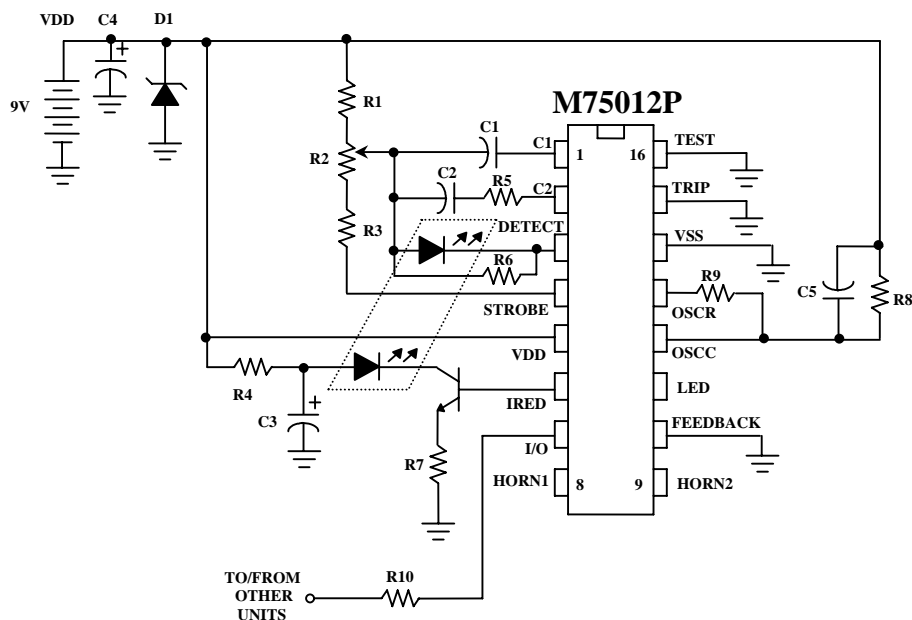 VDD
C4
D1
+
9V
R1
M75012P
C1
C1
1
16
TEST
R2
C2
R5
C2
TRIP
R3
DETECT
VSS
R6
R9
C5
R8
STROBE
OSCR
VDD
OSCC
R4
LED
+
C3
IRED
FEEDBACK
R7
I/O
HORN1
8
9
HORN2
R10
TO/FROM
OTHER
UNITS